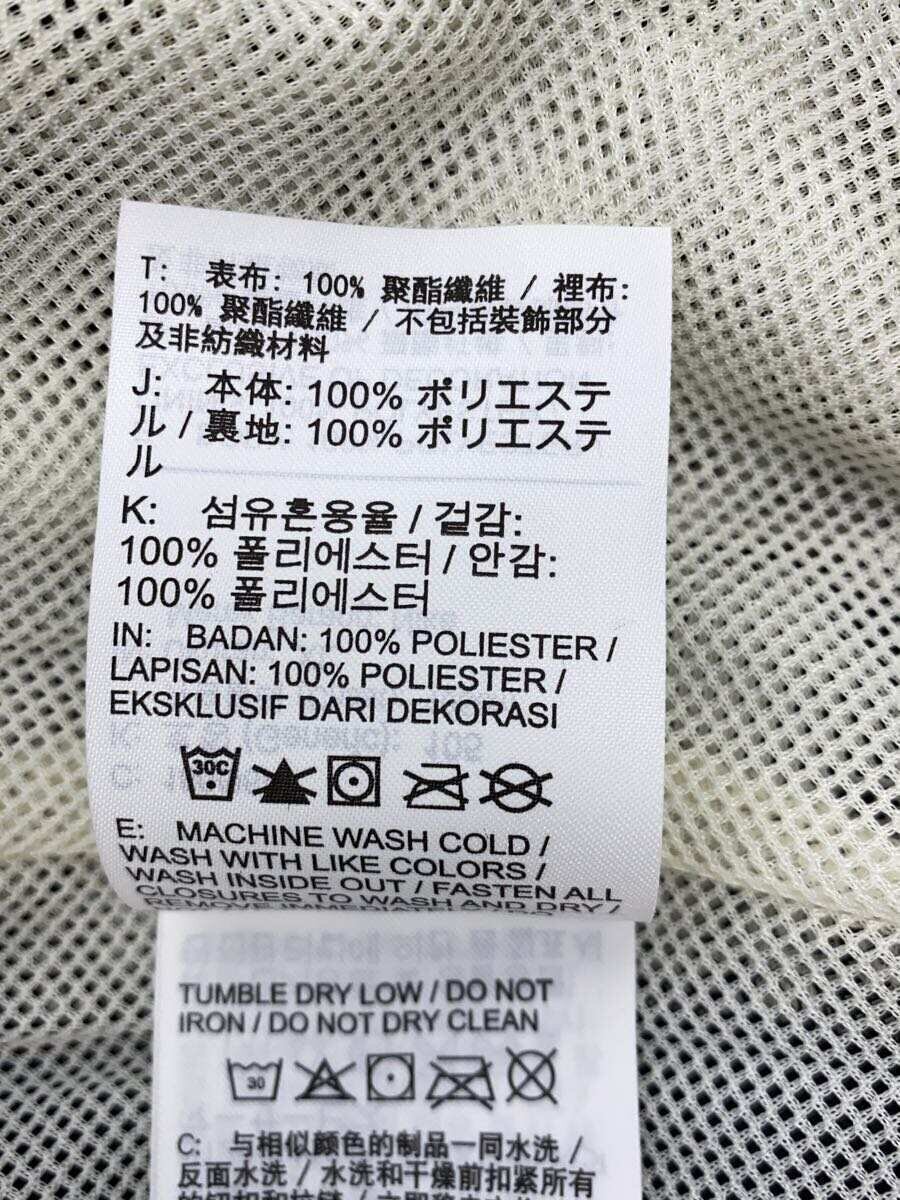 T: 表布: 100% 聚酯纖維 / 裡布:
100% 聚酯纖維 / 不包括裝飾部分
及非紡織材料
J: 本体: 100% ポリエステ
ル / 裏地: 100% ポリエステ
ル
K: 섬유혼용율 / 겉감:
100% 폴리에스터 / 안감:
100% 폴리에스터
IN: BADAN: 100% POLIESTER /
LAPISAN: 100% POLIESTER /
EKSKLUSIF DARI DEKORASI
30C
E: MACHINE WASH COLD /
WASH WITH LIKE COLORS /
WASH INSIDE OUT / FASTEN ALL
CLOSURES TO WASH AND DRY /
REMOVE IMMEDIATELY
TUMBLE DRY LOW / DO NOT
IRON / DO NOT DRY CLEAN
30
C: 与相似颜色的制品一同水洗 /
反面水洗 / 水洗和干燥前扣紧所有